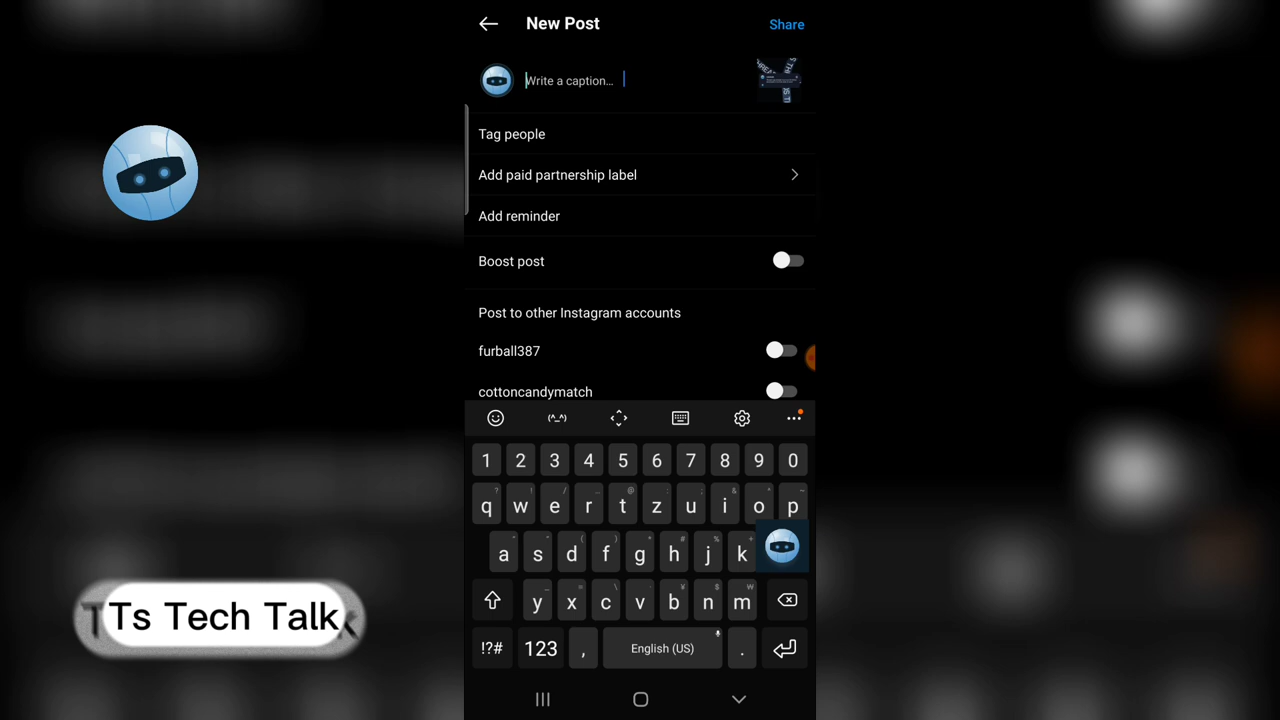 New Post
Share
Write a caption...
Tag people
Add paid partnership label
Add reminder
Boost post
Post to other Instagram accounts
furball387
cottoncandymatch
(^_^)
1 2 3 4 5 6 7 8 9 0
q w e r t z u i o p
a s d f g h j k
y x c v b n m
!?# 123 , English (US) .
Ts Tech Talk